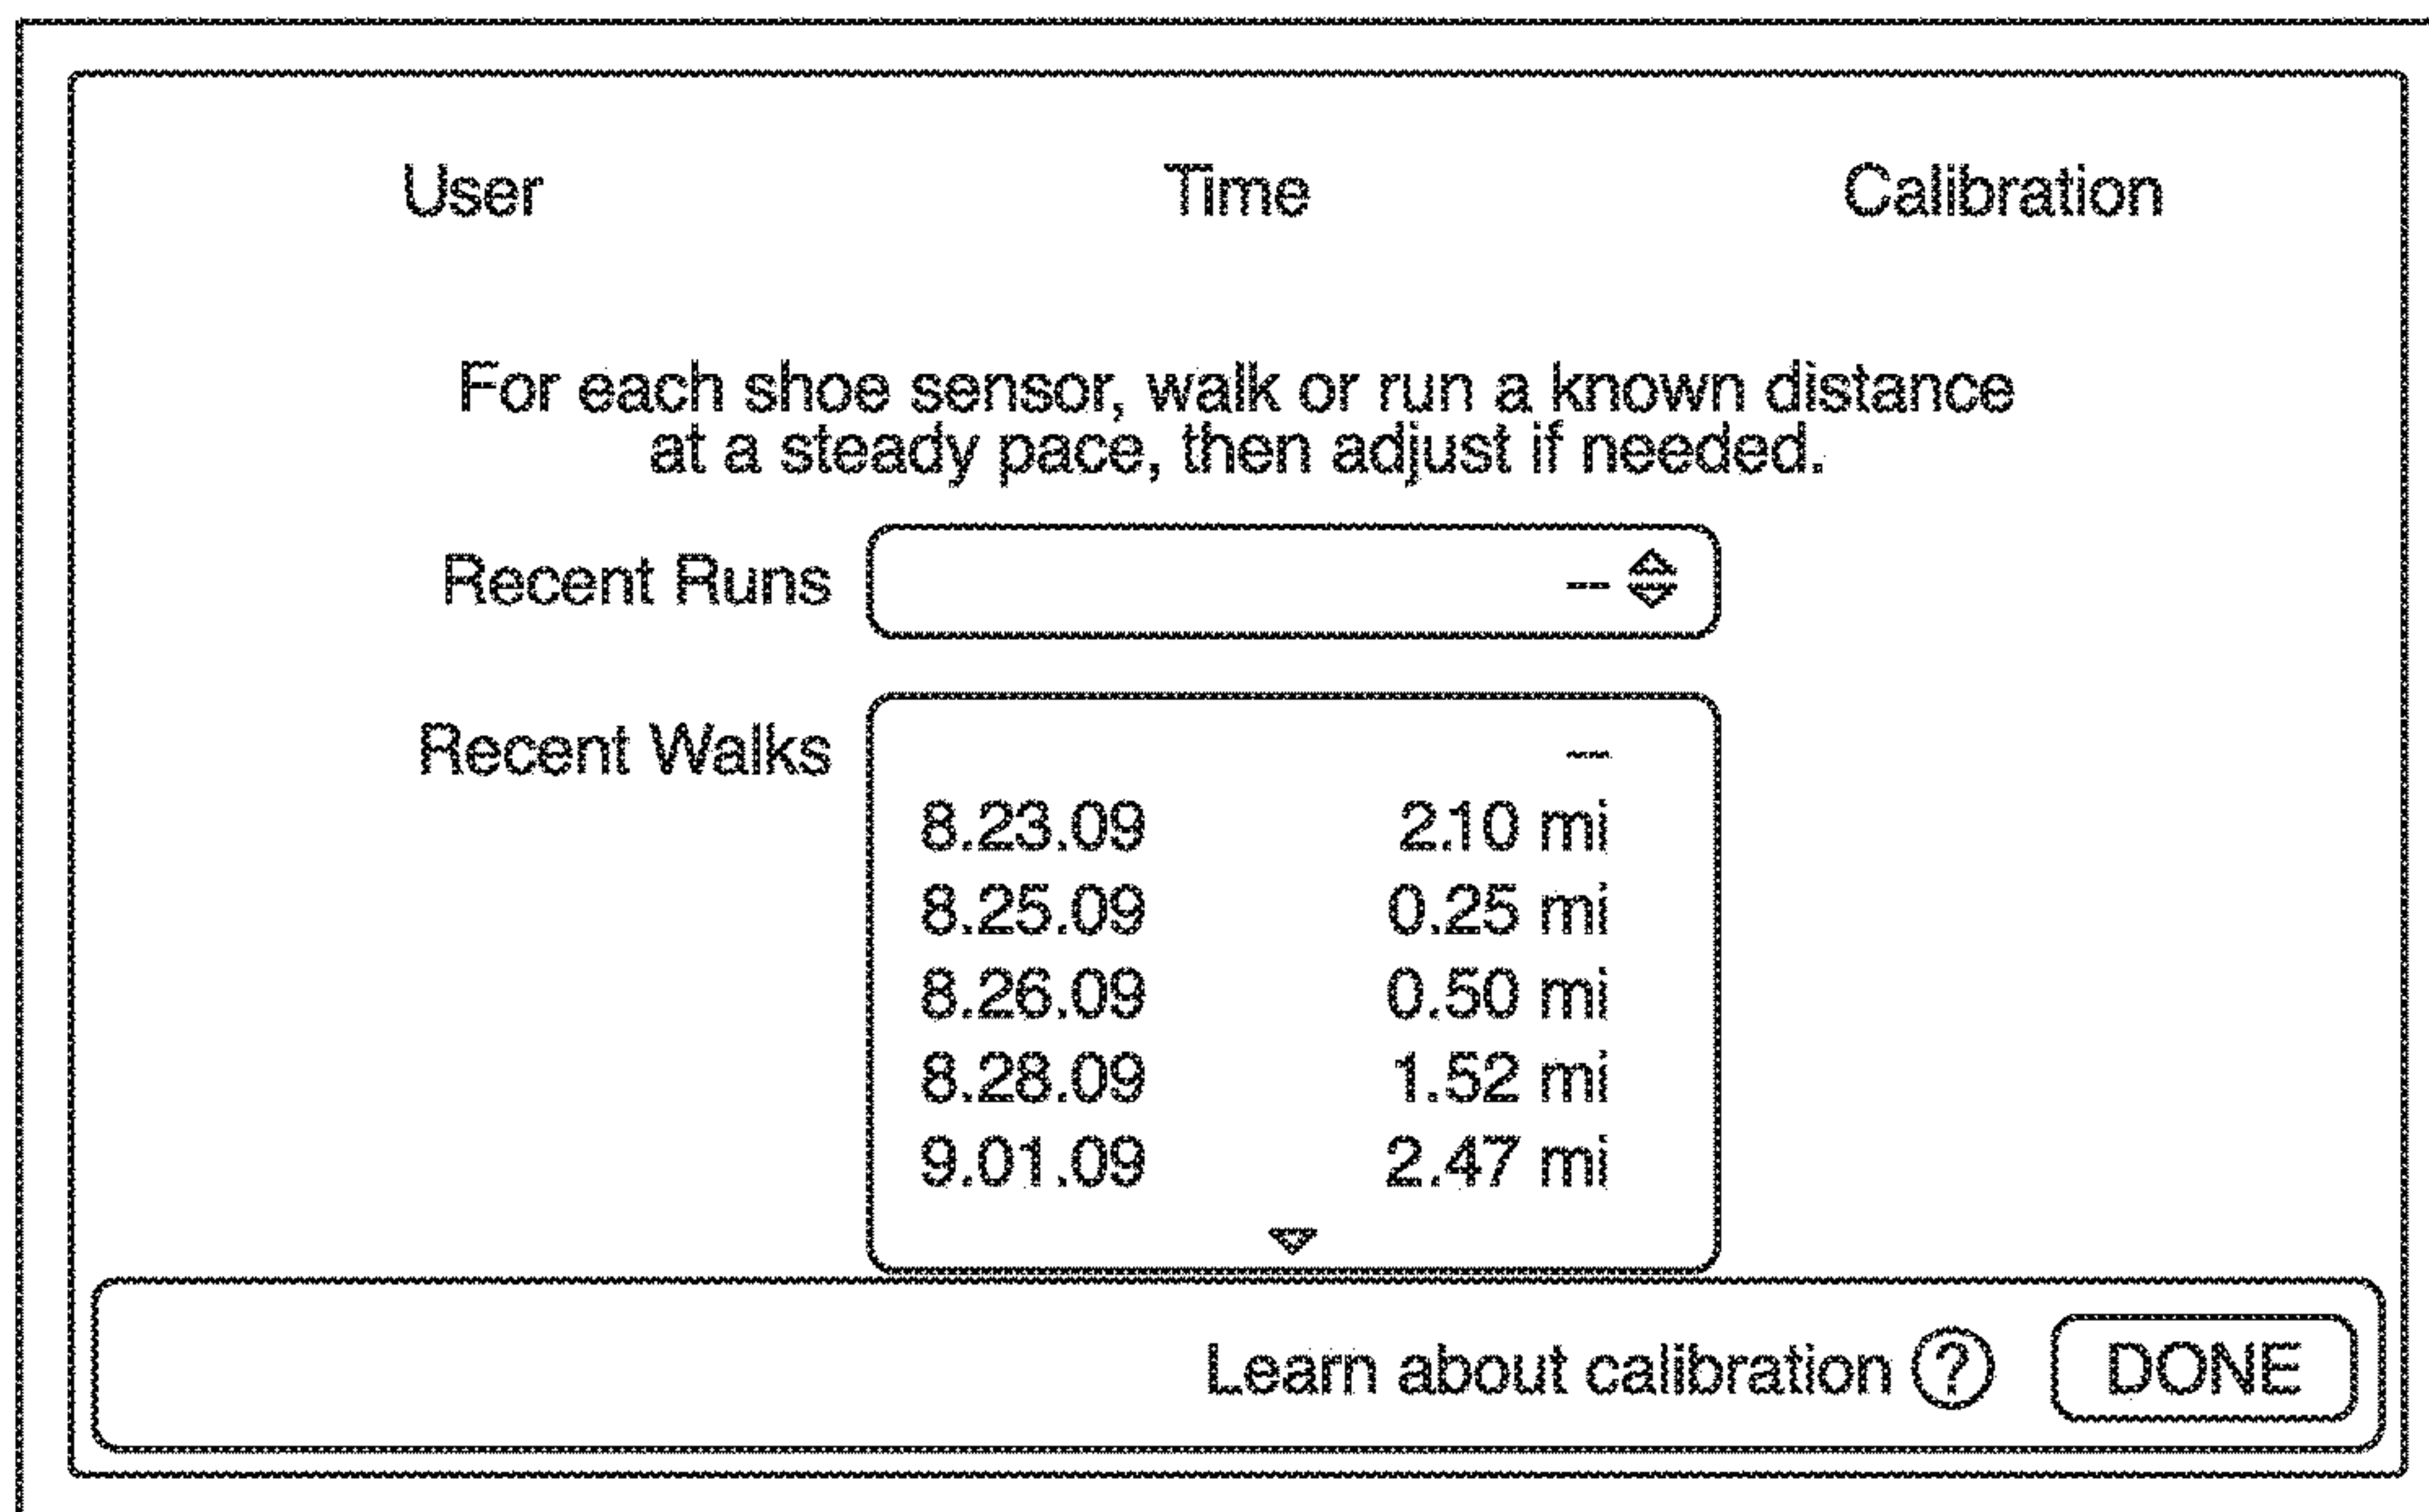 User Time Calibration
For each shoe sensor, walk or run a known distance
at a steady pace, then adjust if needed.
Recent Runs --
Recent Walks --
8.23.09 2.10 mi
8.25.09 0.25 mi
8.26.09 0.50 mi
8.28.09 1.52 mi
9.01.09 2.47 mi
Learn about calibration ? DONE